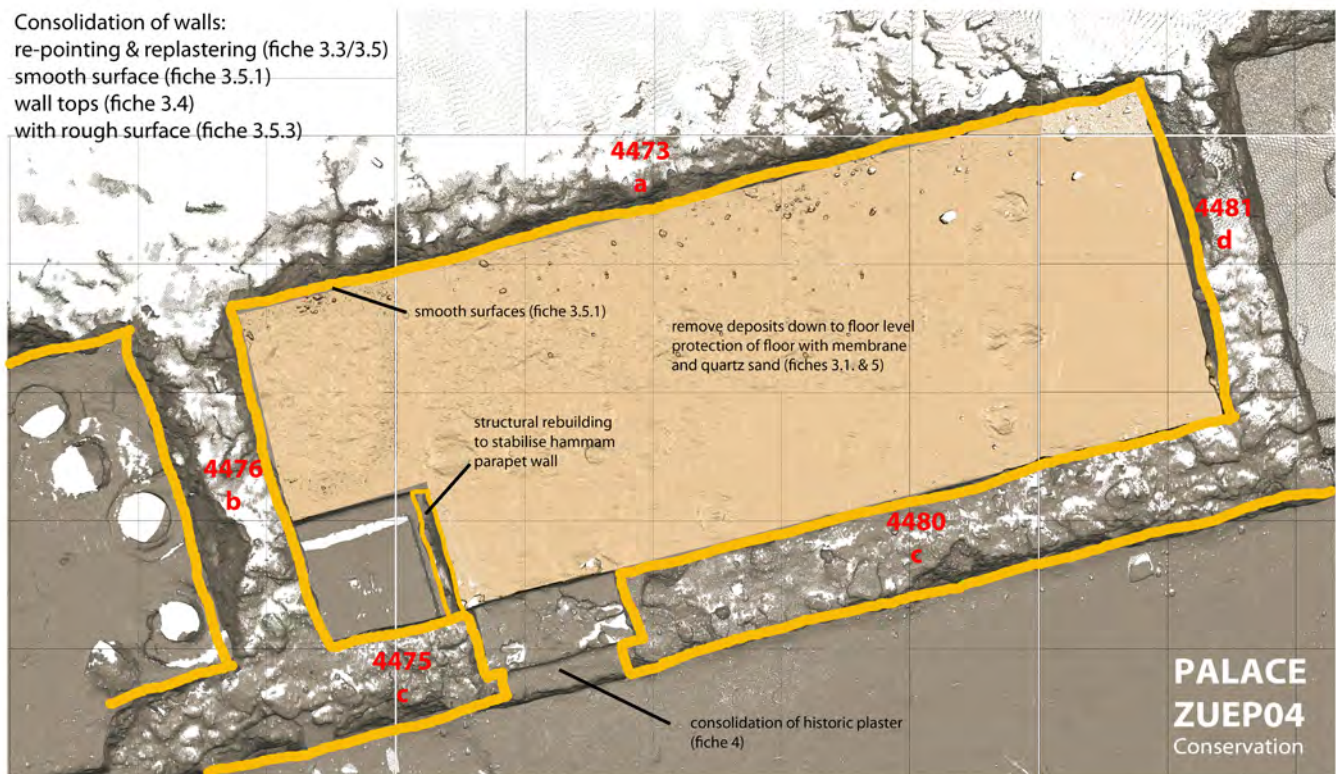 Consolidation of walls:
re-pointing & replastering (fiche 3.3/3.5)
smooth surface (fiche 3.5.1)
wall tops (fiche 3.4)
with rough surface (fiche 3.5.3)
4473
a
4481
d
smooth surfaces (fiche 3.5.1)
remove deposits down to floor level
protection of floor with membrane
and quartz sand (fiches 3.1. & 5)
structural rebuilding
to stabilise hammam
parapet wall
4476
b
4480
c
4475
c
consolidation of historic plaster
(fiche 4)
PALACE
ZUEP04
Conservation